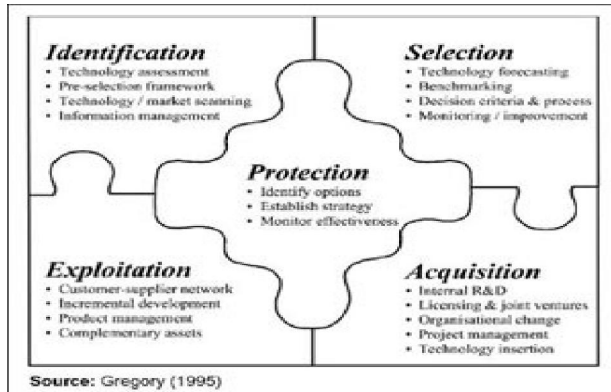 Identification
• Technology assessment
• Pre-selection framework
• Technology / market scanning
• Information management
Selection
• Technology forecasting
• Benchmarking
• Decision criteria & process
• Monitoring / improvement
Protection
• Identify options
• Establish strategy
• Monitor effectiveness
Exploitation
• Customer-supplier network
• Incremental development
• Product management
• Complementary assets
Acquisition
• Internal R&D
• Licensing & joint ventures
• Organisational change
• Project management
• Technology insertion
Source: Gregory (1995)